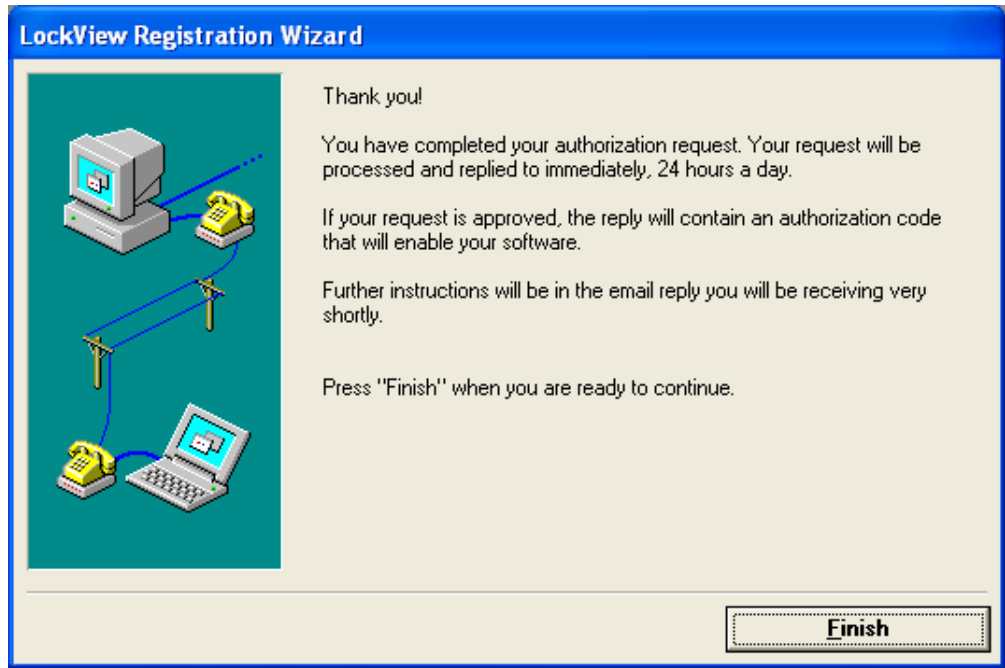 LockView Registration Wizard
Thank you!
You have completed your authorization request. Your request will be
processed and replied to immediately, 24 hours a day.
If your request is approved, the reply will contain an authorization code
that will enable your software.
Further instructions will be in the email reply you will be receiving very
shortly.
Press "Finish" when you are ready to continue.
Finish